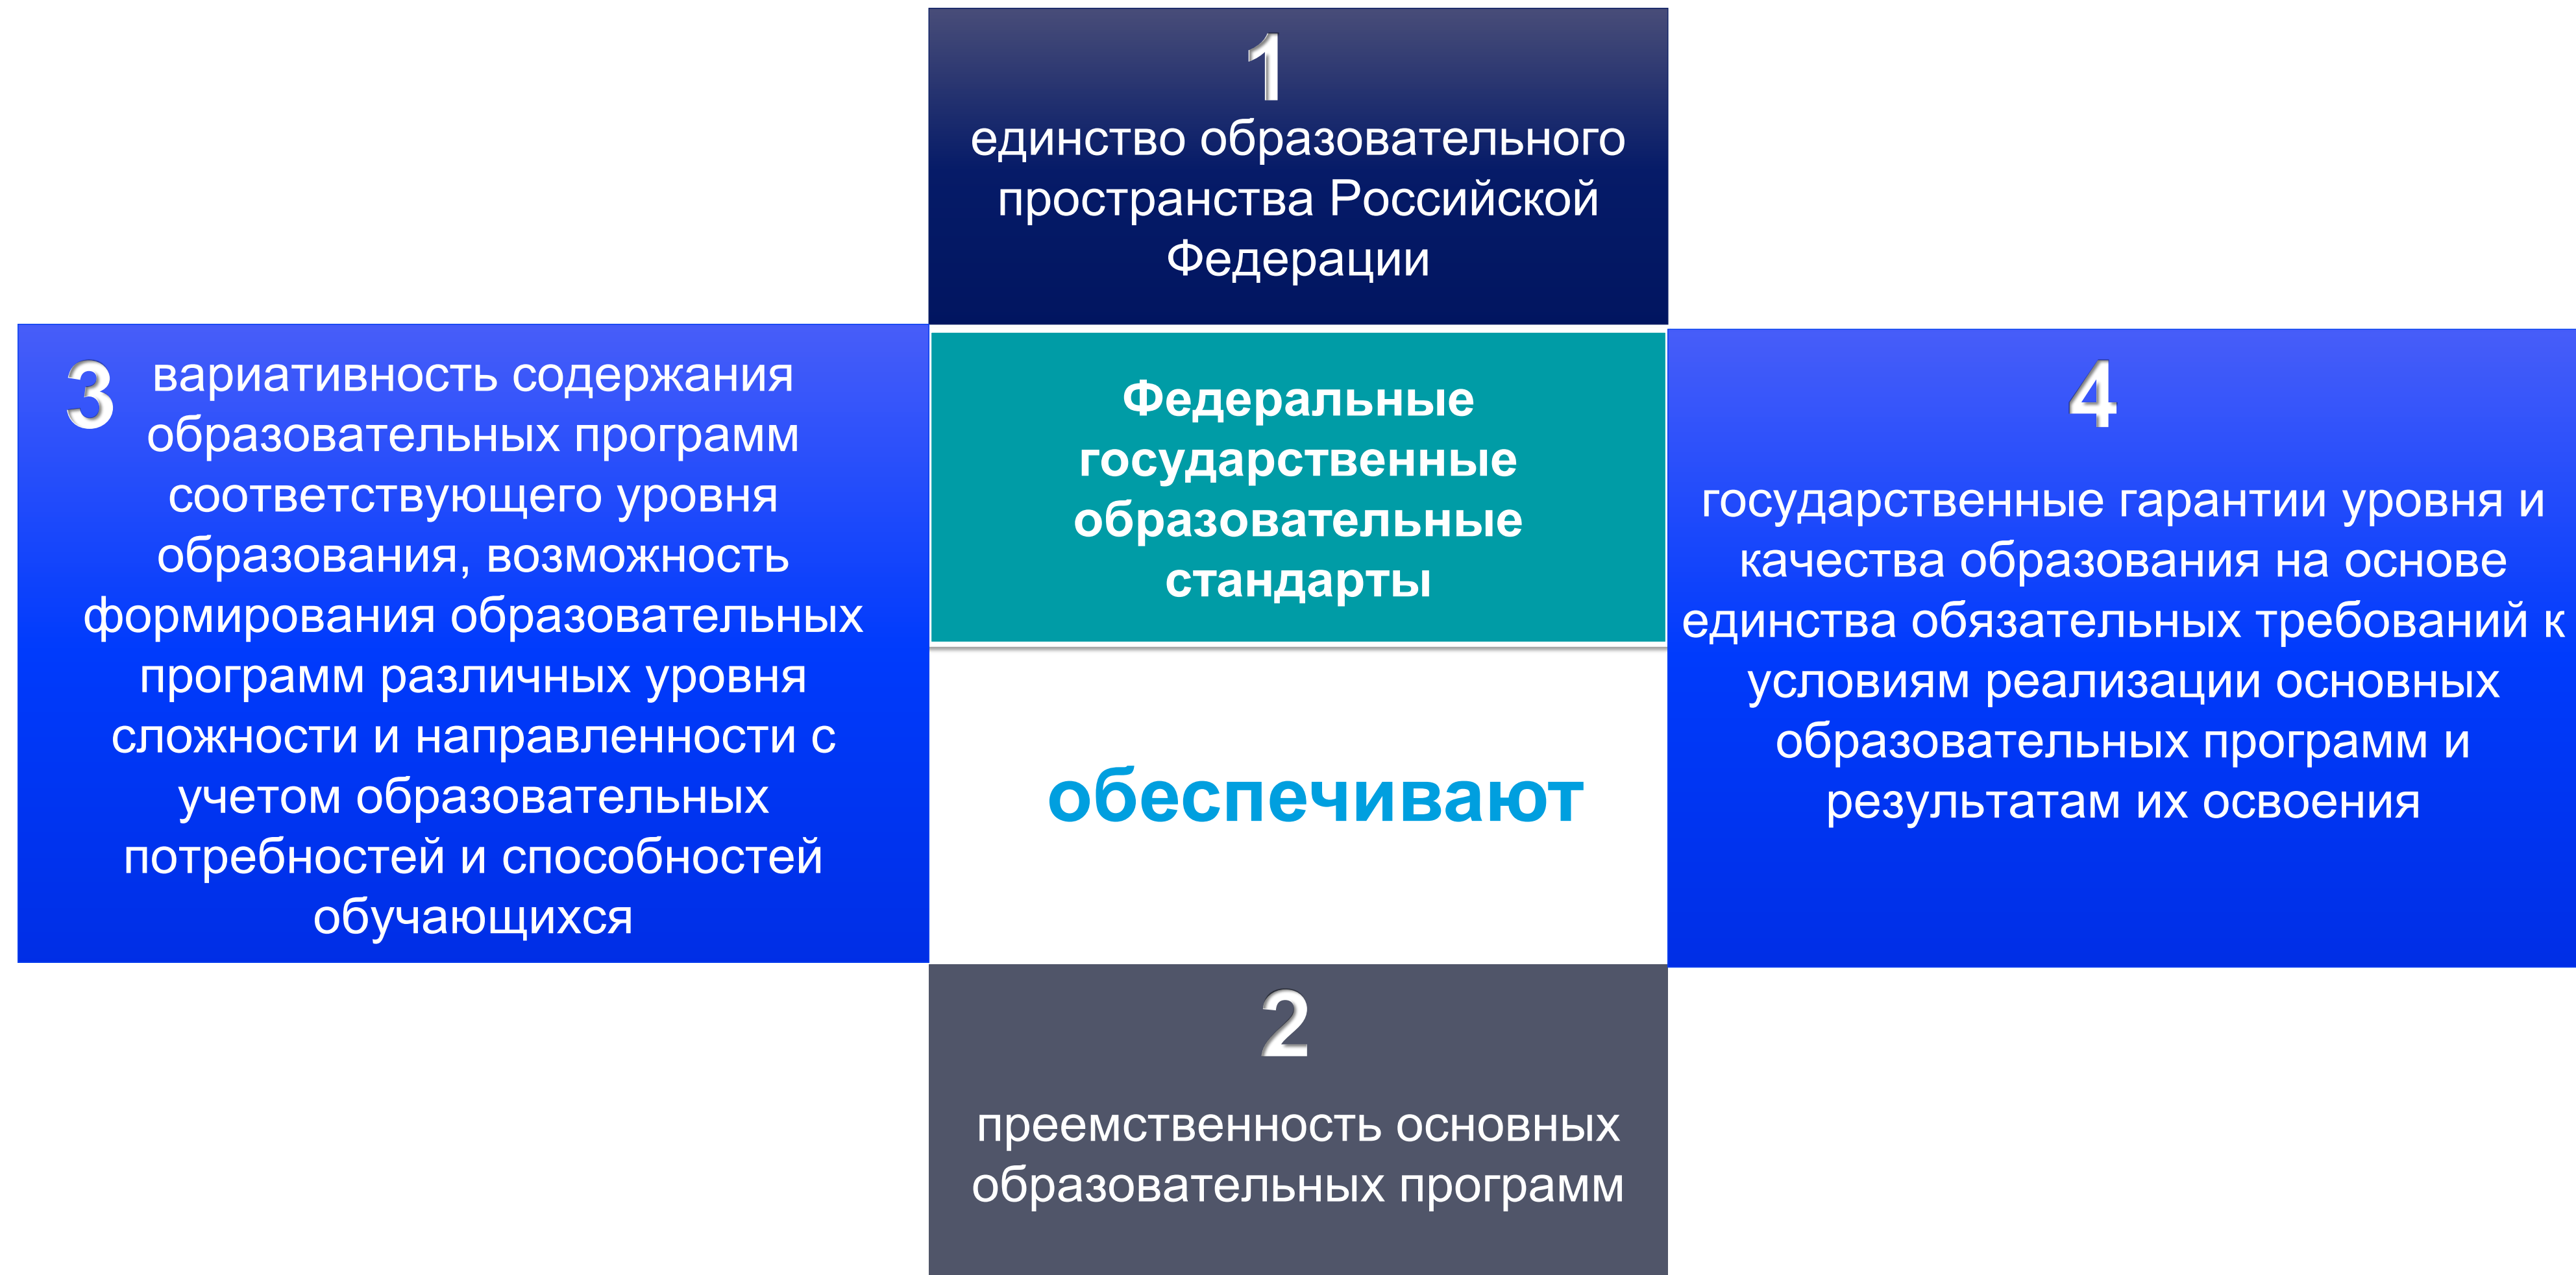 1
единство образовательного
пространства Российской
Федерации
Федеральные
государственные
образовательные
стандарты
обеспечивают
2
преемственность основных
образовательных программ
3
вариативность содержания
образовательных программ
соответствующего уровня
образования, возможность
формирования образовательных
программ различных уровня
сложности и направленности с
учетом образовательных
потребностей и способностей
обучающихся
4
государственные гарантии уровня и
качества образования на основе
единства обязательных требований к
условиям реализации основных
образовательных программ и
результатам их освоения